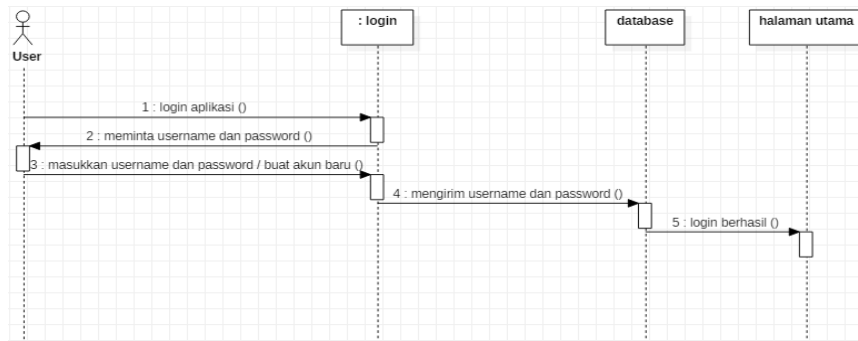 : login
database
halaman utama
User
1 : login aplikasi ()
2 : meminta username dan password ()
3 : masukkan username dan password / buat akun baru ()
4 : mengirim username dan password ()
5 : login berhasil ()